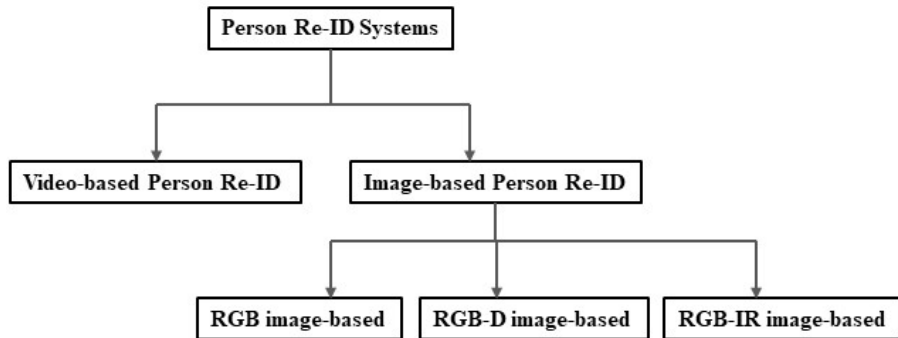 Person Re-ID Systems
Video-based Person Re-ID
Image-based Person Re-ID
RGB image-based
RGB-D image-based
RGB-IR image-based